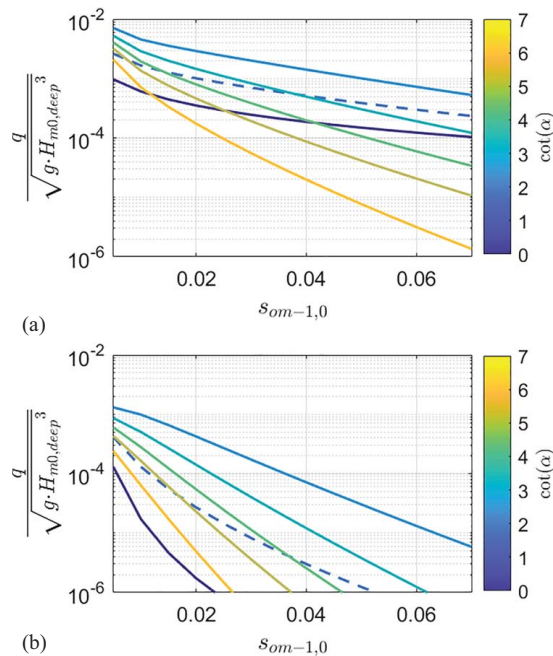 10^-2
10^-4
10^-6
q
√g·H_m0,deep^3
0.02 0.04 0.06
s_om−1,0
7
6
5
4
3
2
1
0
cot(α)
(a)
10^-2
10^-4
10^-6
q
√g·H_m0,deep^3
0.02 0.04 0.06
s_om−1,0
7
6
5
4
3
2
1
0
cot(α)
(b)